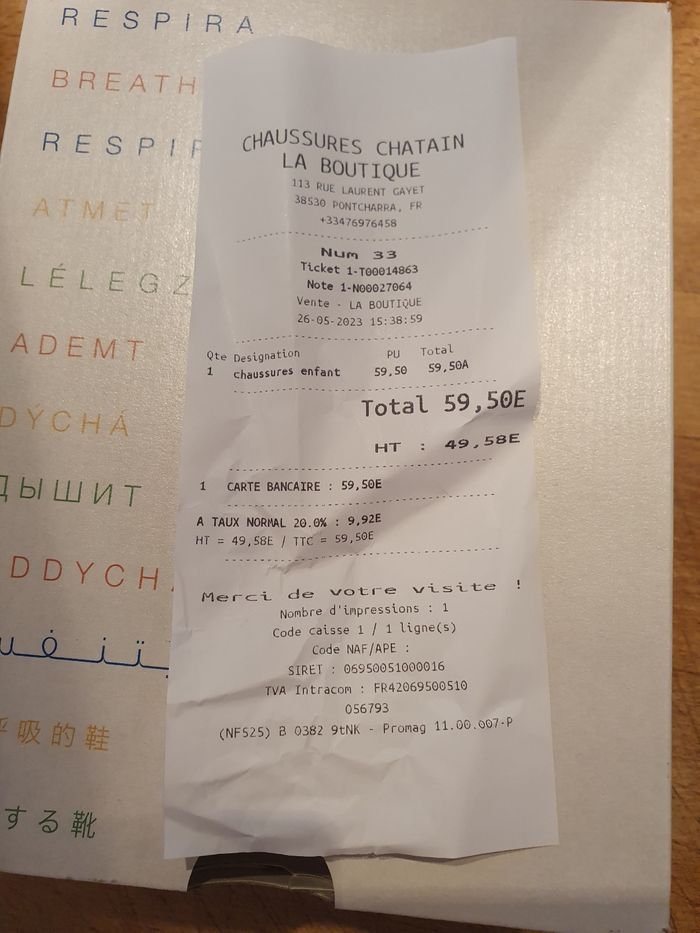 RESPIRA
BREATH
RESPIR
ATMET
LÉLEGZ
ADEMT
DÝCHÁ
ДЫШИТ
DDYCHA
يتنفس
呼吸的鞋
する靴
CHAUSSURES CHATAIN
LA BOUTIQUE
113 RUE LAURENT GAYET
38530 PONTCHARRA, FR
+33476976458
Num 33
Ticket 1-T00014863
Note 1-N00027064
Vente - LA BOUTIQUE
26-05-2023 15:38:59
Qte Designation PU Total
1 chaussures enfant 59,50 59,50A
Total 59,50E
HT : 49,58E
1 CARTE BANCAIRE : 59,50E
A TAUX NORMAL 20.0% : 9,92E
HT = 49,58E / TTC = 59,50E
Merci de votre visite !
Nombre d'impressions : 1
Code caisse 1 / 1 ligne(s)
Code NAF/APE :
SIRET : 06950051000016
TVA Intracom : FR42069500510
056793
(NF525) B 0382 9tNK - Promag 11.00.007-P